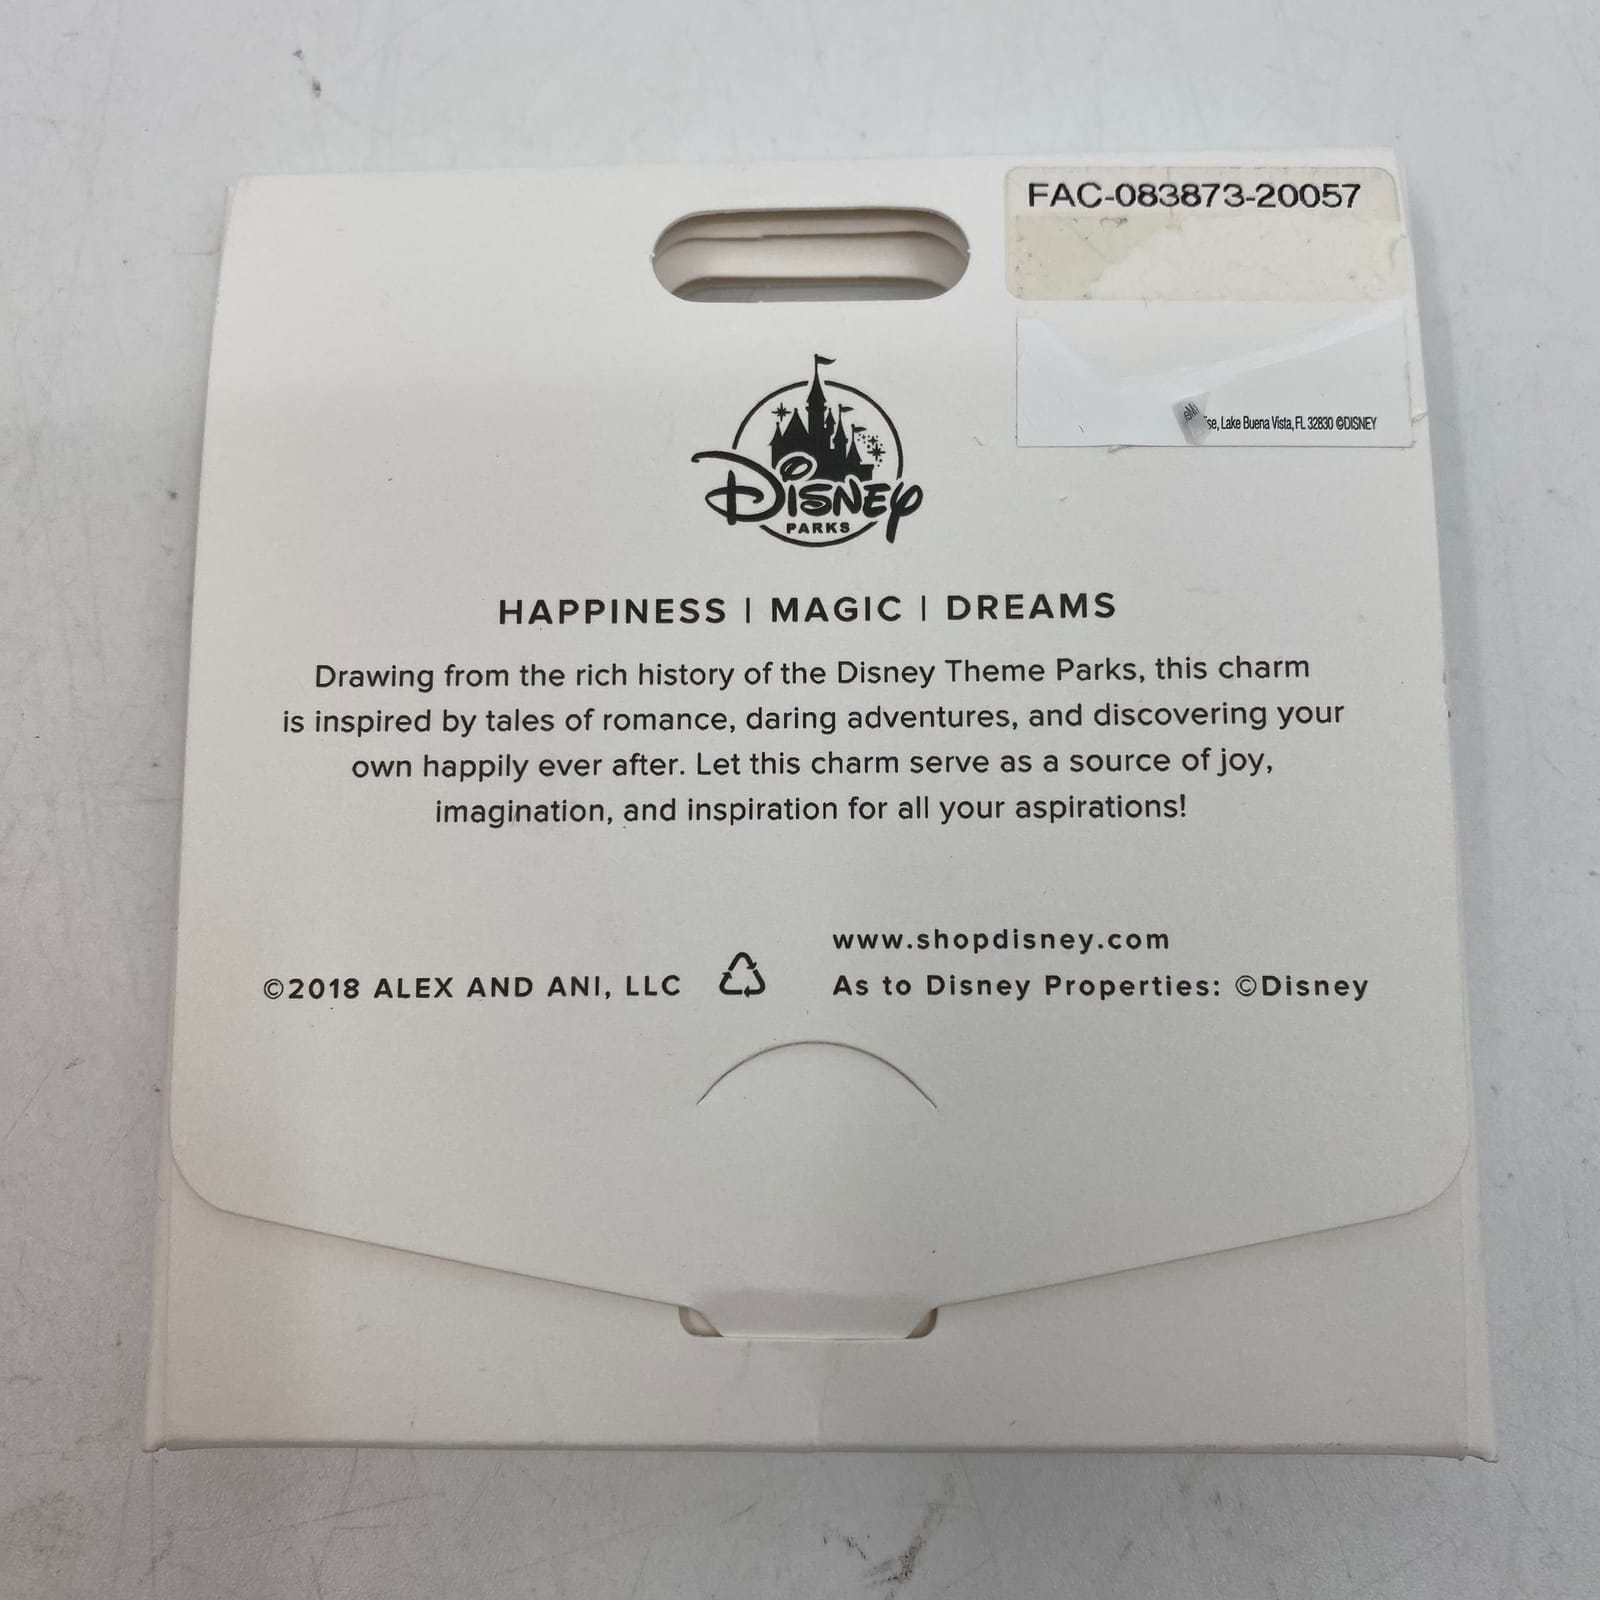 FAC-083873-20057
se, Lake Buena Vista, FL 32830 ©DISNEY
DISNEY
PARKS
HAPPINESS | MAGIC | DREAMS
Drawing from the rich history of the Disney Theme Parks, this charm
is inspired by tales of romance, daring adventures, and discovering your
own happily ever after. Let this charm serve as a source of joy,
imagination, and inspiration for all your aspirations!
www.shopdisney.com
©2018 ALEX AND ANI, LLC
As to Disney Properties: ©Disney